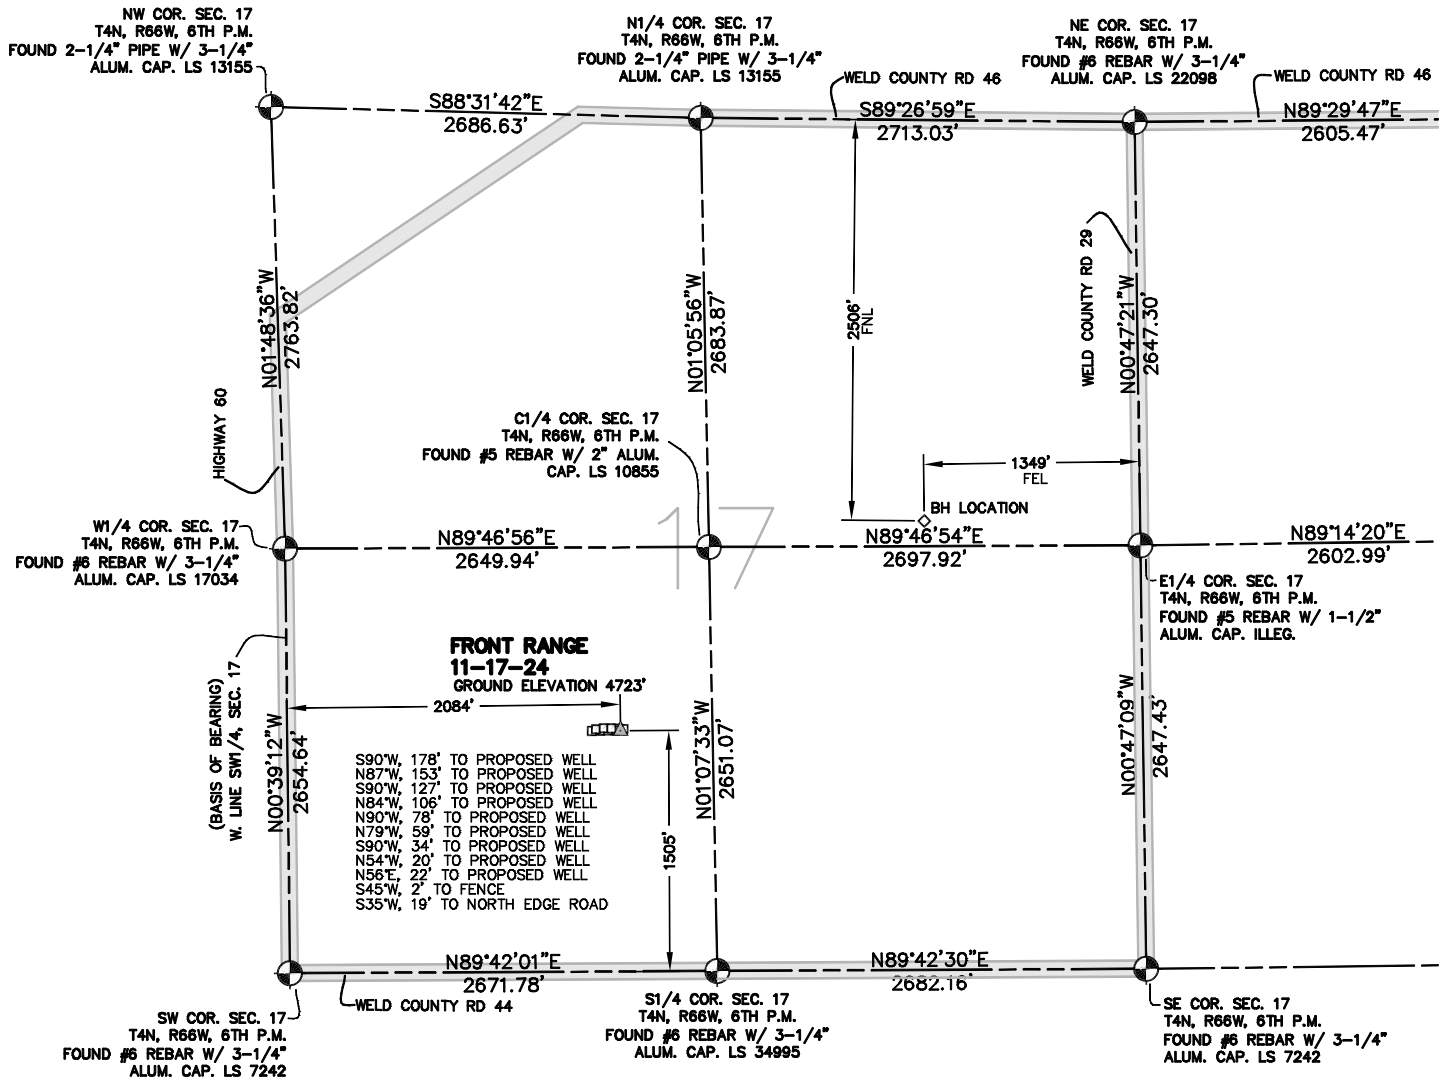 NW COR. SEC. 17
T4N, R66W, 6TH P.M.
FOUND 2-1/4" PIPE W/ 3-1/4"
ALUM. CAP. LS 13155
N1/4 COR. SEC. 17
T4N, R66W, 6TH P.M.
FOUND 2-1/4" PIPE W/ 3-1/4"
ALUM. CAP. LS 13155
NE COR. SEC. 17
T4N, R66W, 6TH P.M.
FOUND #6 REBAR W/ 3-1/4"
ALUM. CAP. LS 22098
WELD COUNTY RD 46
WELD COUNTY RD 46
S88°31'42"E
2686.63'
S89°26'59"E
2713.03'
N89°29'47"E
2605.47'
N01°48'36"W
2763.82'
N01°05'56"W
2683.87'
2506'
FNL
WELD COUNTY RD 29
N00°47'21"W
2647.30'
HIGHWAY 60
C1/4 COR. SEC. 17
T4N, R66W, 6TH P.M.
FOUND #5 REBAR W/ 2" ALUM.
CAP. LS 10855
1349'
FEL
BH LOCATION
17
W1/4 COR. SEC. 17
T4N, R66W, 6TH P.M.
FOUND #6 REBAR W/ 3-1/4"
ALUM. CAP. LS 17034
N89°46'56"E
2649.94'
N89°46'54"E
2697.92'
N89°14'20"E
2602.99'
E1/4 COR. SEC. 17
T4N, R66W, 6TH P.M.
FOUND #5 REBAR W/ 1-1/2"
ALUM. CAP. ILLEG.
FRONT RANGE
11-17-24
GROUND ELEVATION 4723'
2084'
(BASIS OF BEARING)
W. LINE SW1/4, SEC. 17
N00°39'12"W
2654.64'
N01°07'33"W
2651.07'
N00°47'09"W
2647.43'
S90°W, 178' TO PROPOSED WELL
N87°W, 153' TO PROPOSED WELL
S90°W, 127' TO PROPOSED WELL
N84°W, 106' TO PROPOSED WELL
N90°W, 78' TO PROPOSED WELL
N79°W, 59' TO PROPOSED WELL
S90°W, 34' TO PROPOSED WELL
N54°W, 20' TO PROPOSED WELL
N56°E, 22' TO PROPOSED WELL
S45°W, 2' TO FENCE
S35°W, 19' TO NORTH EDGE ROAD
1505'
N89°42'01"E
2671.78'
N89°42'30"E
2682.16'
WELD COUNTY RD 44
SW COR. SEC. 17
T4N, R66W, 6TH P.M.
FOUND #6 REBAR W/ 3-1/4"
ALUM. CAP. LS 7242
S1/4 COR. SEC. 17
T4N, R66W, 6TH P.M.
FOUND #6 REBAR W/ 3-1/4"
ALUM. CAP. LS 34995
SE COR. SEC. 17
T4N, R66W, 6TH P.M.
FOUND #6 REBAR W/ 3-1/4"
ALUM. CAP. LS 7242